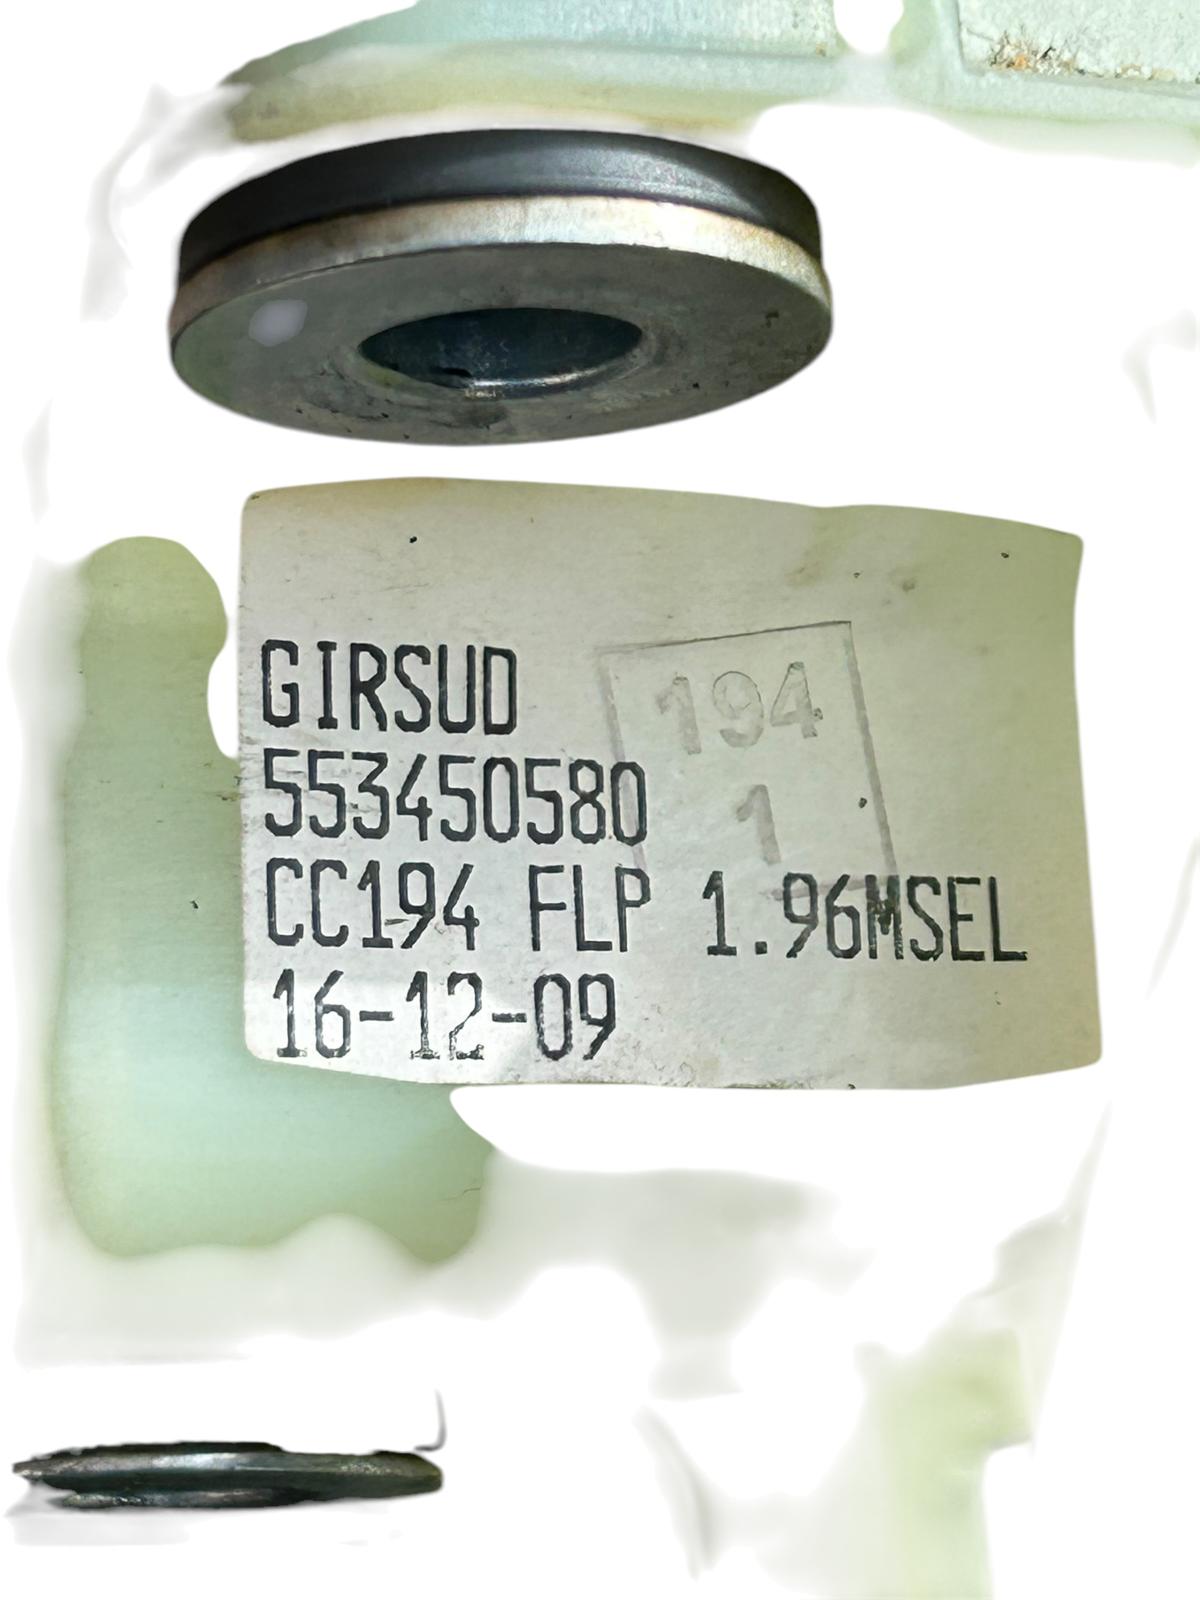 GIRSUD
194
553450580
1
CC194 FLP 1.96MSEL
16-12-09